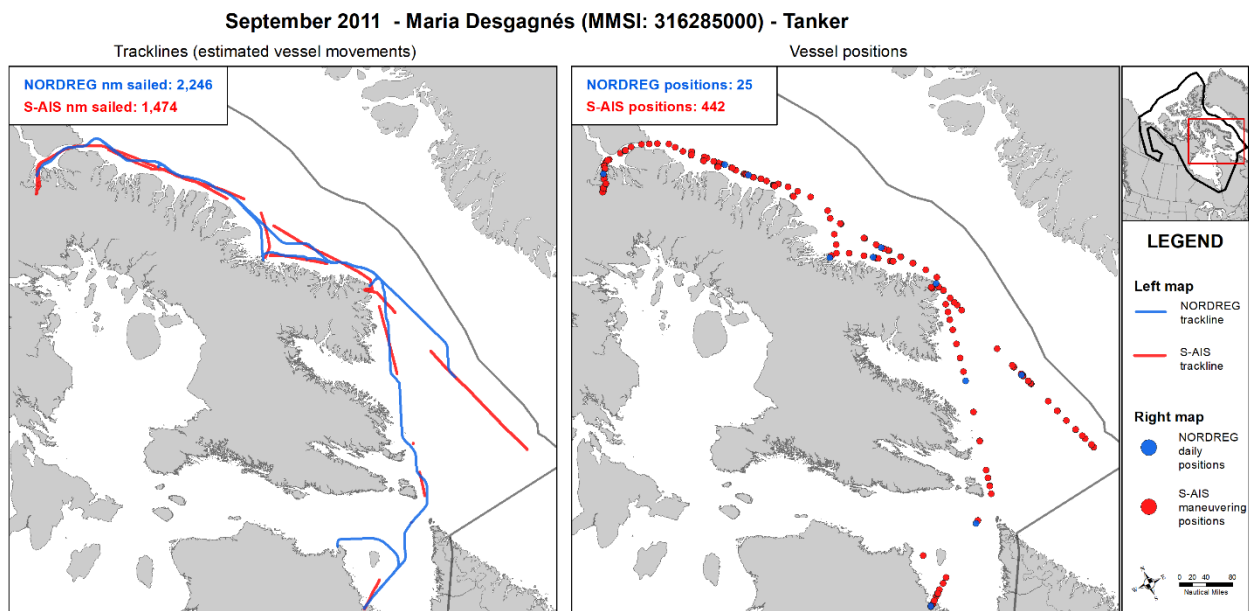 September 2011 - Maria Desgagnés (MMSI: 316285000) - Tanker
Tracklines (estimated vessel movements)
NORDREG nm sailed: 2,246
S-AIS nm sailed: 1,474
Vessel positions
NORDREG positions: 25
S-AIS positions: 442
LEGEND
Left map
NORDREG
trackline
S-AIS
trackline
Right map
NORDREG
daily
positions
S-AIS
maneuvering
positions
0 20 40 80
Nautical Miles